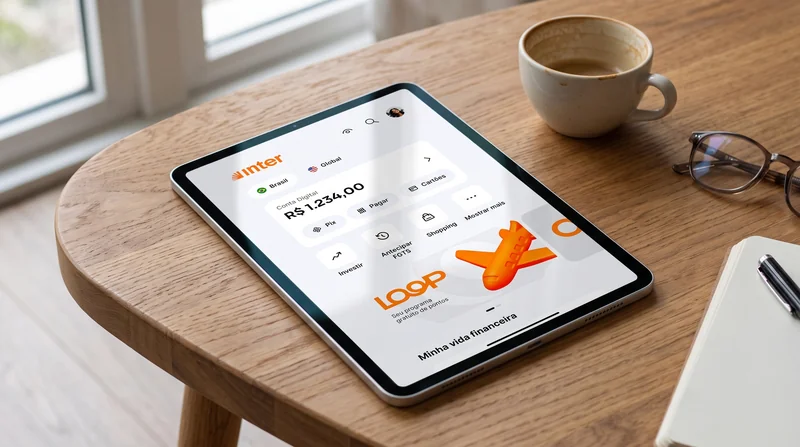 inter
Brasil
Global
Conta Digital
R$ 1.234,00
Pix
Pagar
Cartões
Investir
Antecipar
FGTS
Shopping
Mostrar mais
LOOP
Seu programa
gratuito de pontos
Minha vida financeira